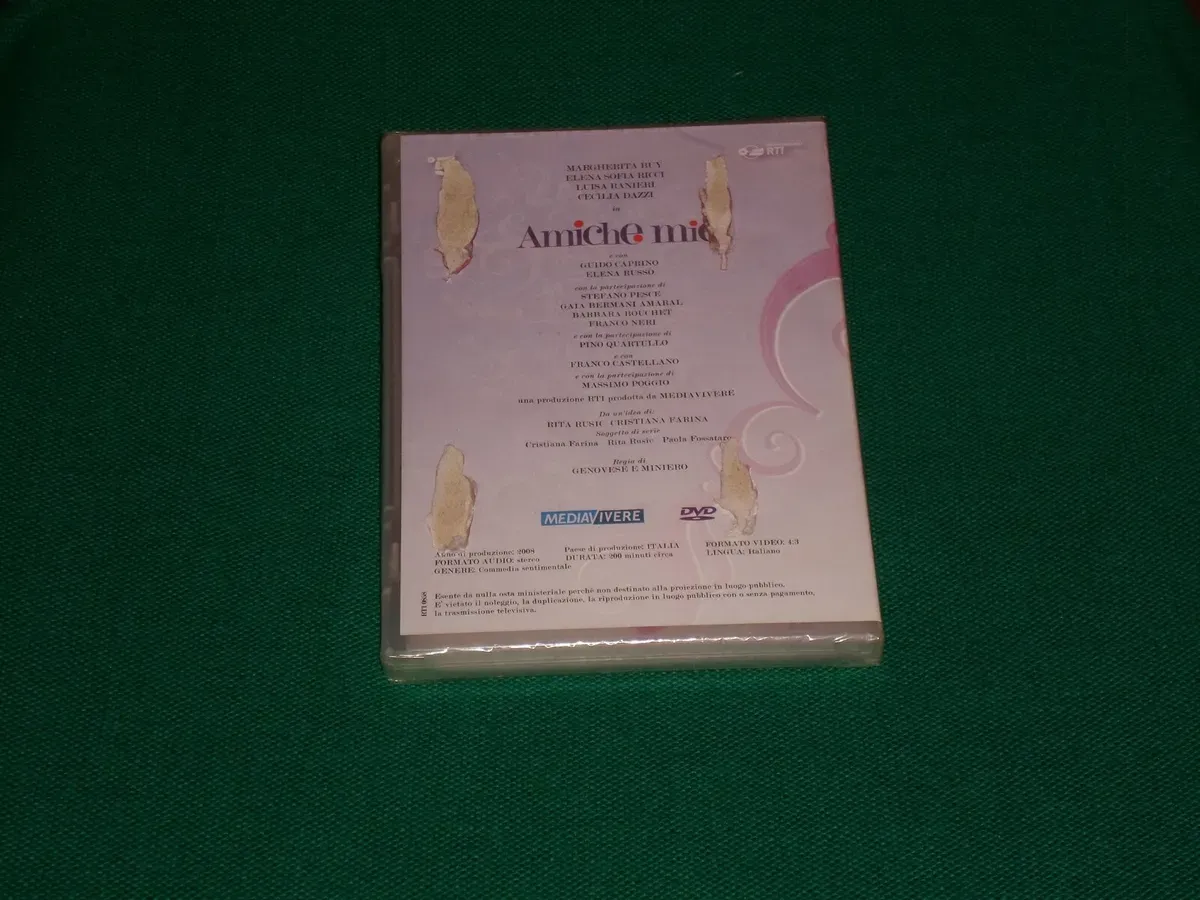 RTI
MARGHERITA BUY
ELENA SOFIA RICCI
LUISA RANIERI
CECILIA DAZZI
in
Amiche mie
e con
GUIDO CAPRINO
ELENA RUSSO
con la partecipazione di
STEFANO PESCE
GAIA BERMANI AMARAL
BARBARA BOUCHET
FRANCO NERI
e con la partecipazione di
PINO QUARTULLO
e con
FRANCO CASTELLANO
e con la partecipazione di
MASSIMO POGGIO
una produzione RTI prodotta da MEDIAVIVERE
Da un'idea di:
RITA RUSIC CRISTIANA FARINA
Soggetto di serie
Cristiana Farina Rita Rusic Paola Fossataro
Regia di
GENOVESE E MINIERO
MEDIAVIVERE
DVD
Anno di produzione: 2008
FORMATO AUDIO: stereo
GENERE: Commedia sentimentale
Paese di produzione: ITALIA
DURATA: 200 minuti circa
FORMATO VIDEO: 4:3
LINGUA: Italiano
Esente da nulla osta ministeriale perchè non destinato alla proiezione in luogo pubblico.
E' vietato il noleggio, la duplicazione, la riproduzione in luogo pubblico con o senza pagamento,
la trasmissione televisiva.